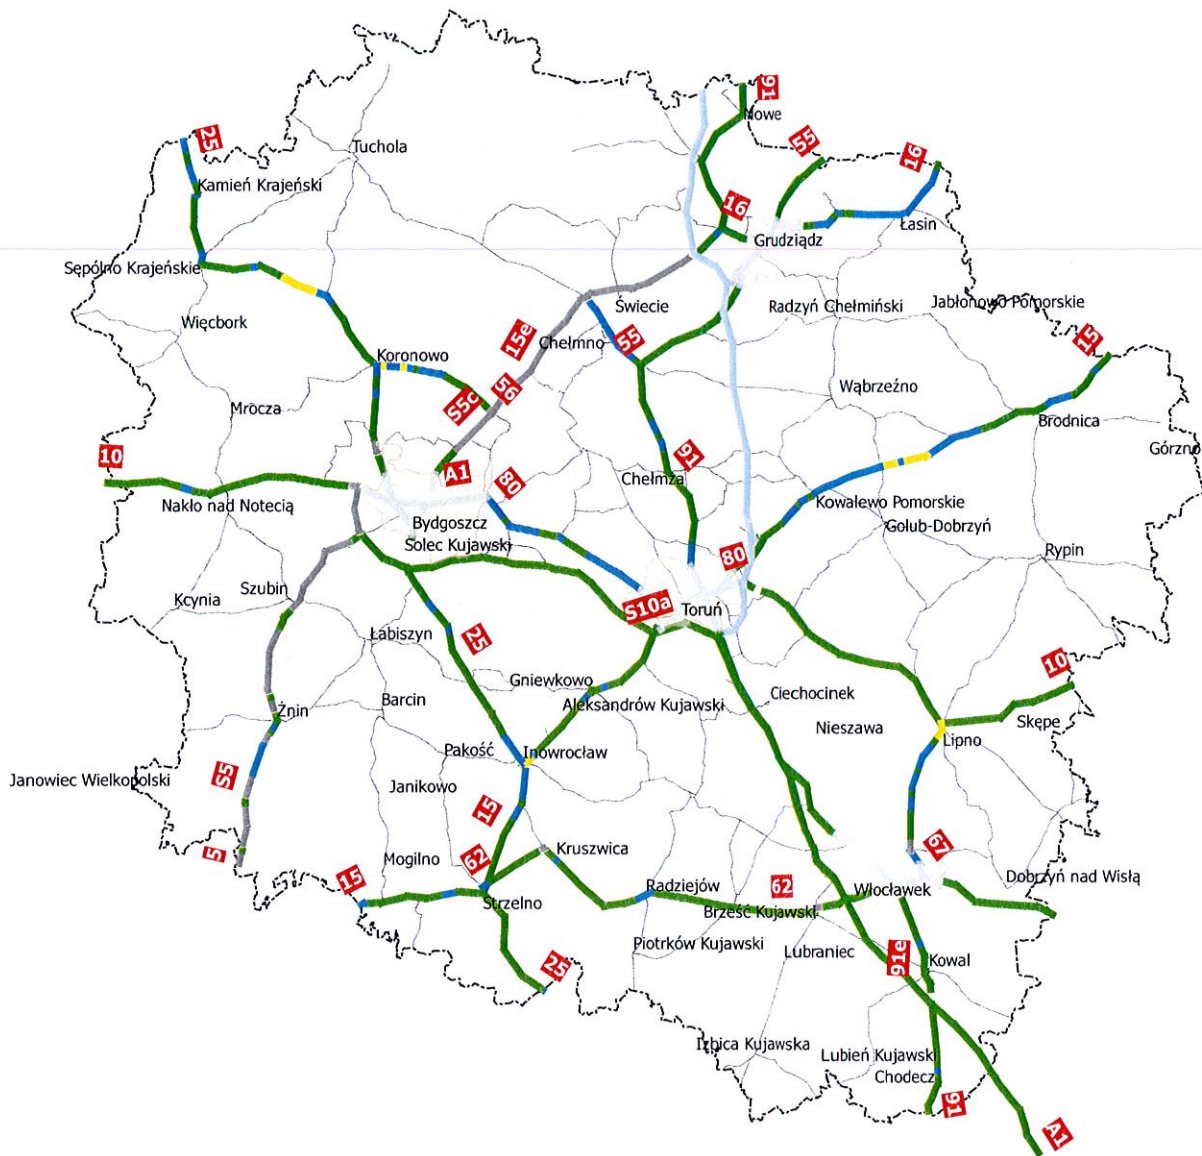 91
Nowe
25
55
16
Tuchola
Kamień Krajeński
16
Łasin
Grudziądz
Sępólno Krajeńskie
Świecie
Radzyń Chełmiński
Jabłonowo Pomorskie
Więcbork
15e
Chełmno
55
15
Koronowo
56
Wąbrzeźno
S5c
Mrocza
Brodnica
Górzno
10
A1
80
91
Chełmża
Nakło nad Notecią
Kowalewo Pomorskie
Bydgoszcz
Golub-Dobrzyń
Solec Kujawski
80
Rypin
Szubin
Kcynia
S10a
Toruń
Łabiszyn
25
10
Gniewkowo
Ciechocinek
Barcin
Aleksandrów Kujawski
Żnin
Nieszawa
Skępe
Pakość
Inowrocław
Lipno
Janowiec Wielkopolski
S5
Janikowo
15
5
Mogilno
62
Kruszwica
67
15
Radziejów
62
Włocławek
Dobrzyń nad Wisłą
Strzelno
Brześć Kujawski
Piotrków Kujawski
Lubraniec
25
91e
Kowal
Izbica Kujawska
Lubień Kujawski
Chodecz
91
A1